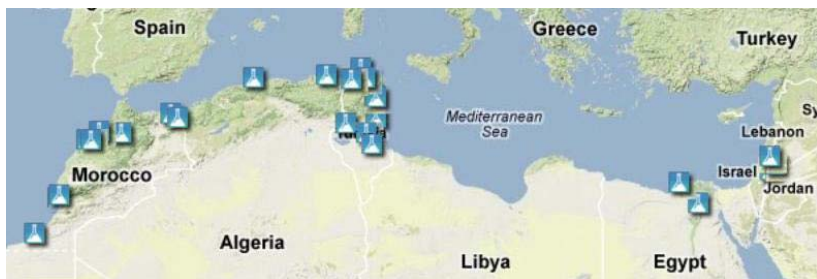 Spain
Greece
Turkey
Mediterranean
Sea
Lebanon
Israel
Jordan
Morocco
Algeria
Libya
Egypt